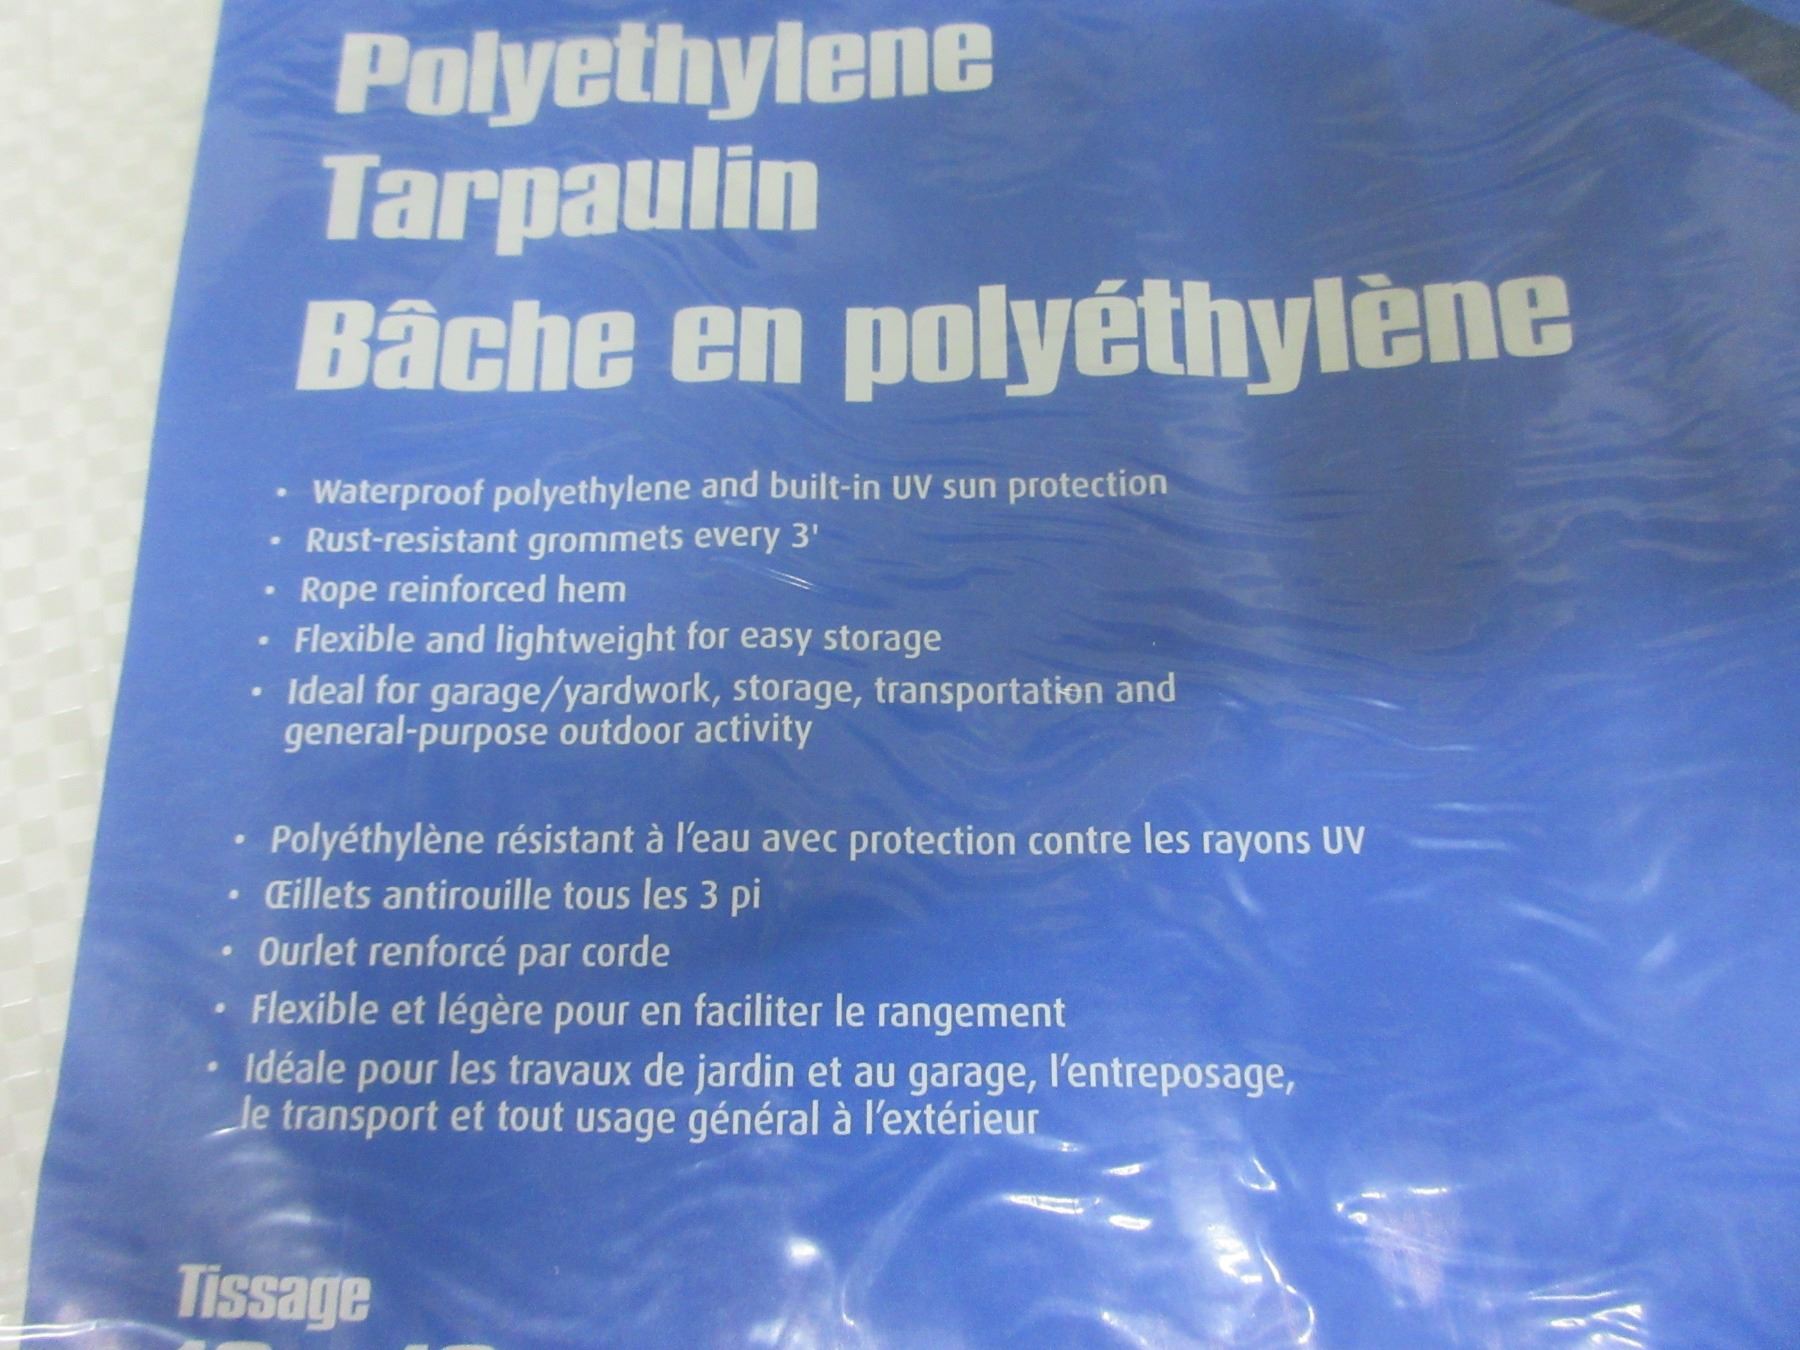 Polyethylene
Tarpaulin
Bâche en polyéthylène
• Waterproof polyethylene and built-in UV sun protection
• Rust-resistant grommets every 3'
• Rope reinforced hem
• Flexible and lightweight for easy storage
• Ideal for garage/yardwork, storage, transportation and
general-purpose outdoor activity
• Polyéthylène résistant à l'eau avec protection contre les rayons UV
• Œillets antirouille tous les 3 pi
• Ourlet renforcé par corde
• Flexible et légère pour en faciliter le rangement
• Idéale pour les travaux de jardin et au garage, l'entreposage,
le transport et tout usage général à l'extérieur
Tissage